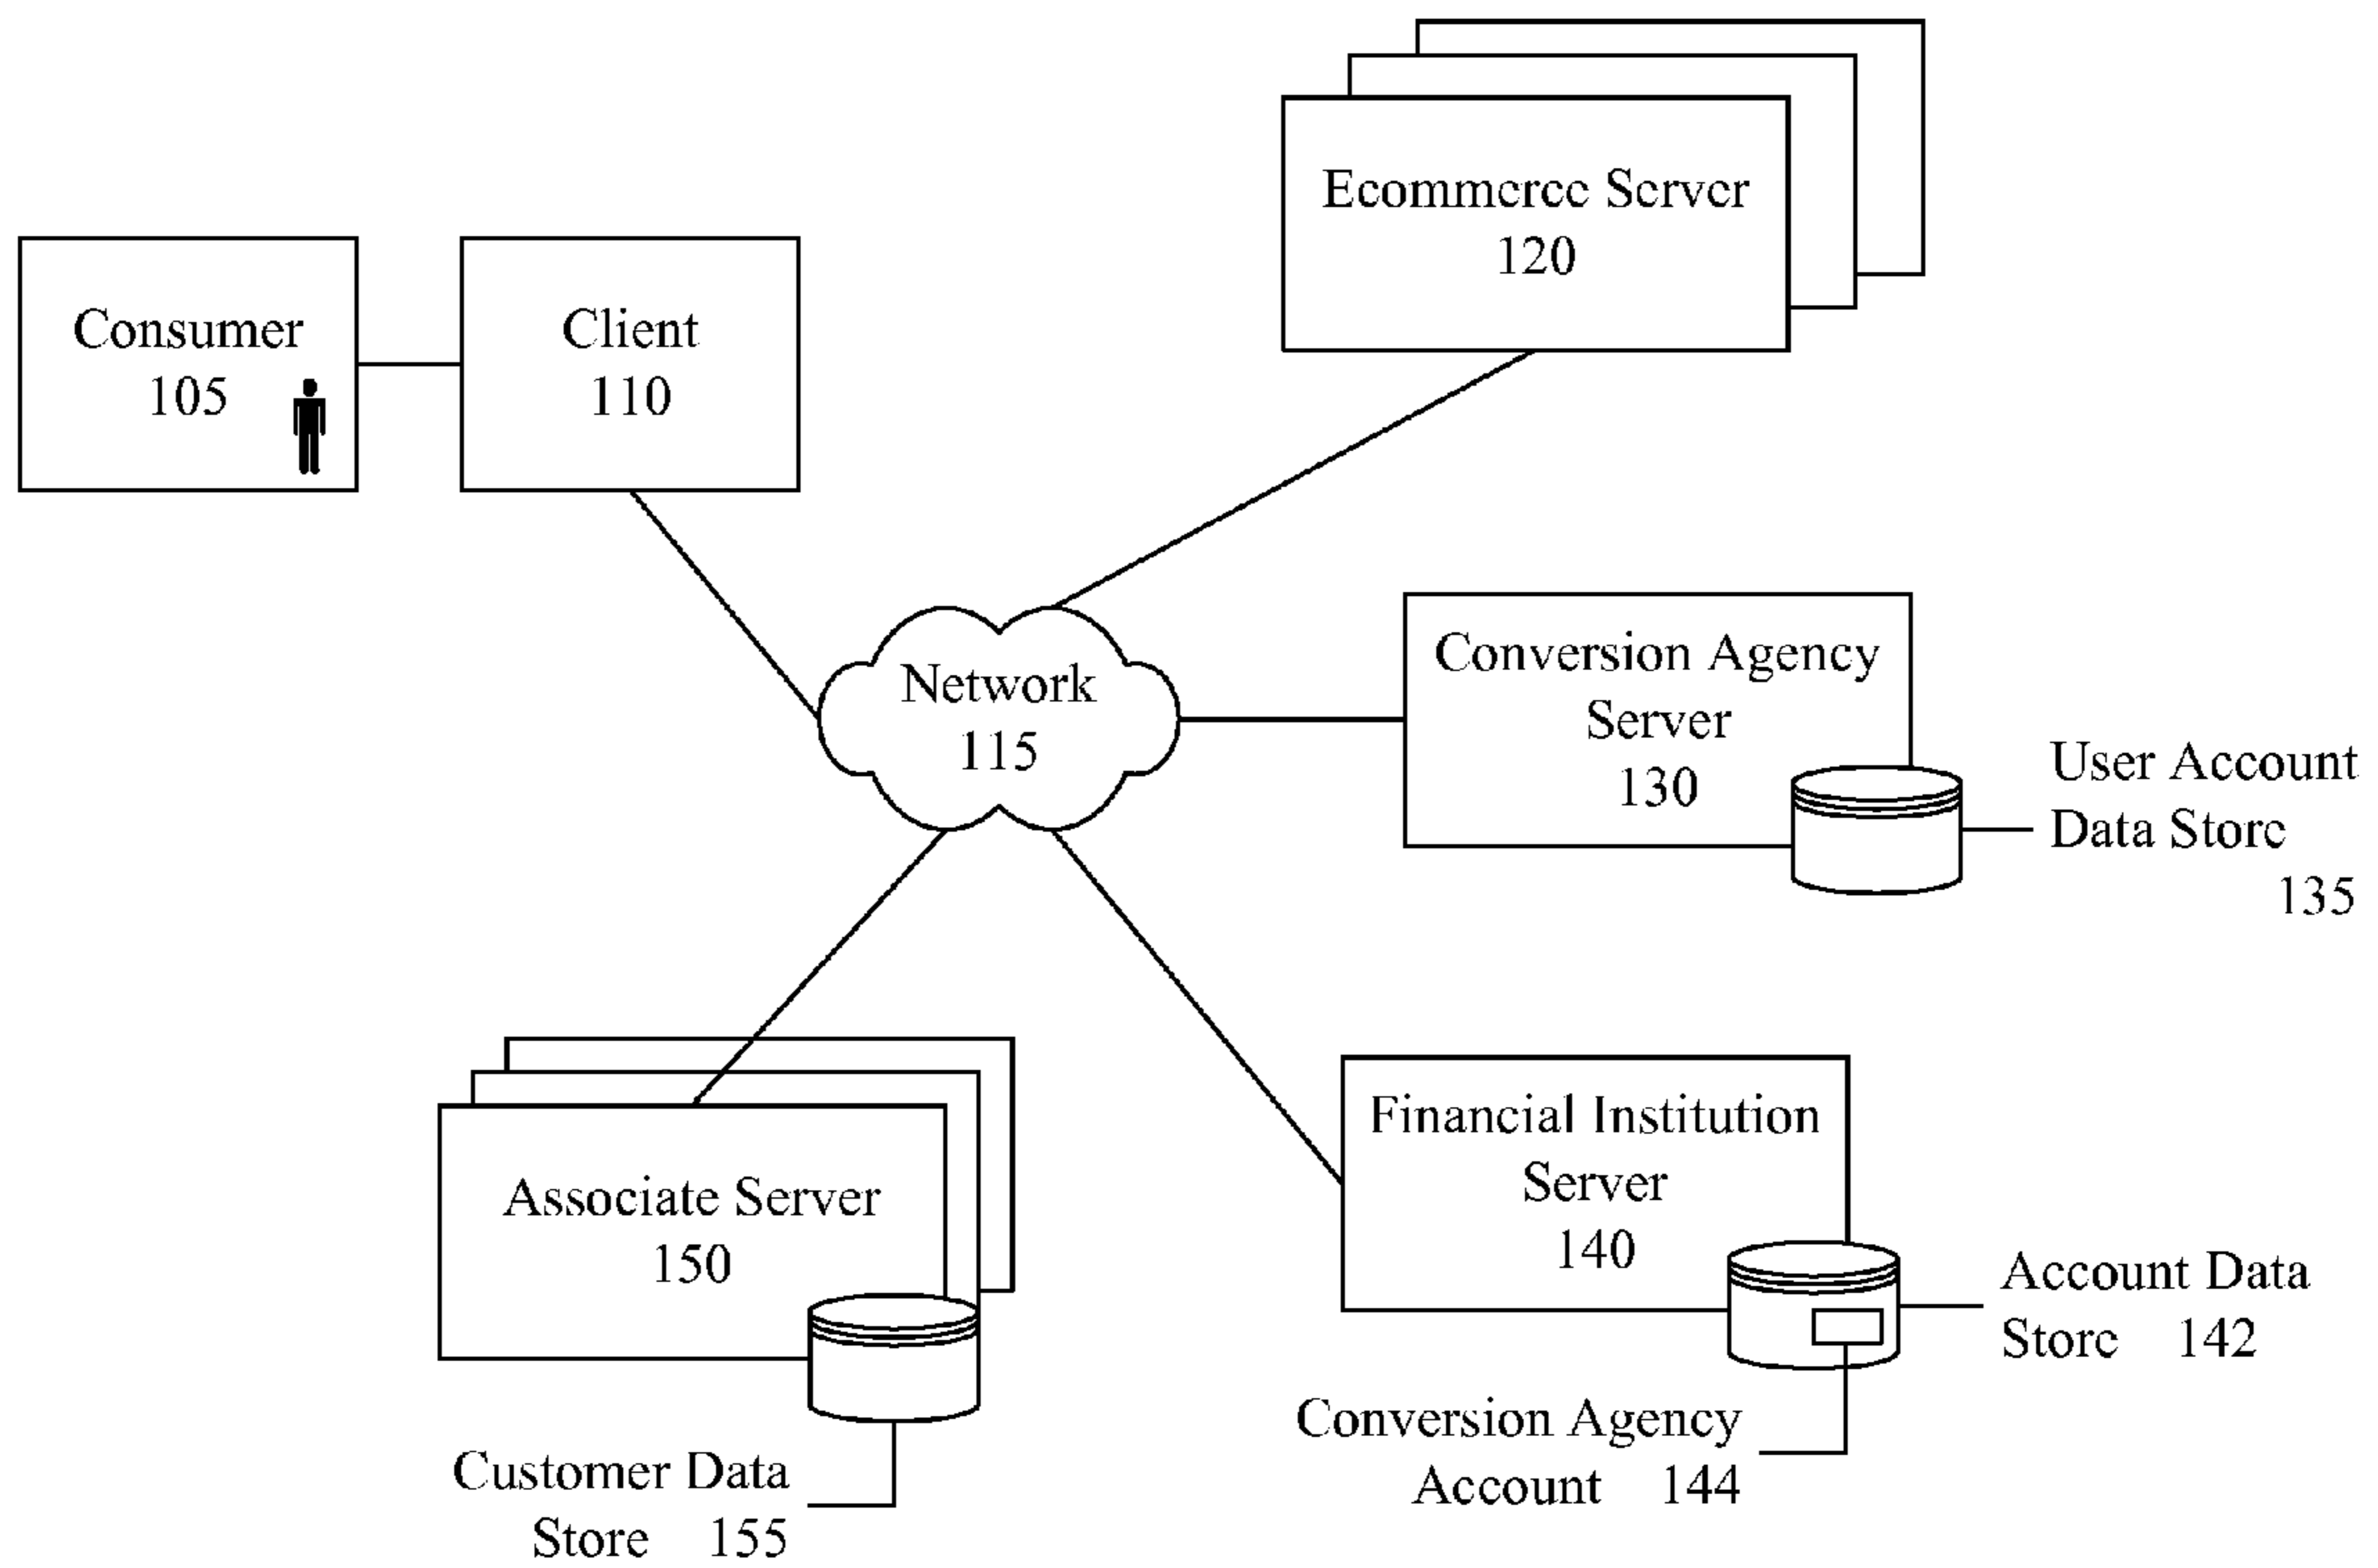 Ecommerce Server
120
Consumer
105
Client
110
Network
115
Conversion Agency
Server
130
User Account
Data Store
135
Associate Server
150
Customer Data
Store 155
Financial Institution
Server
140
Account Data
Store 142
Conversion Agency
Account 144